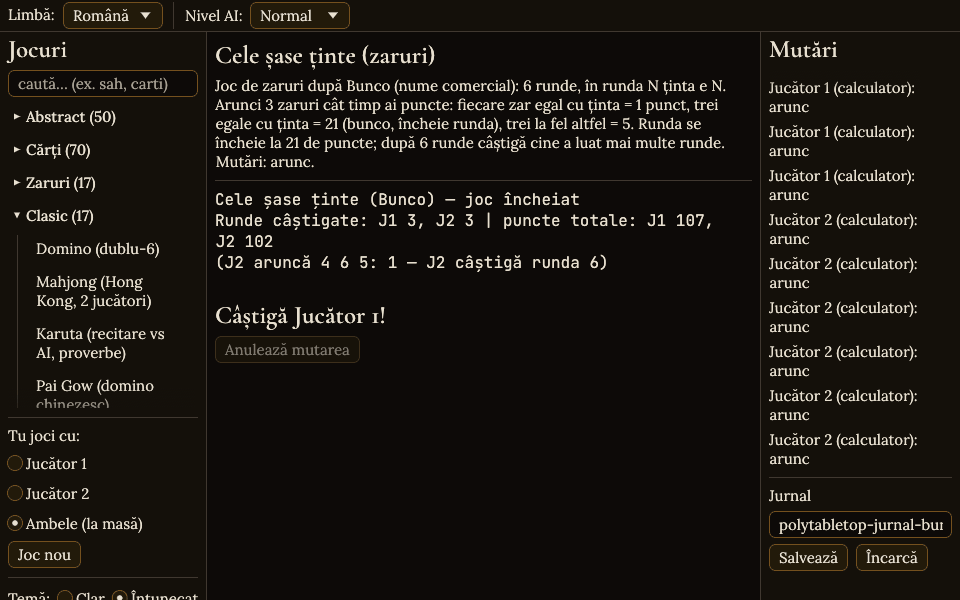 Limbă:
Română
Nivel AI:
Normal
Jocuri
caută... (ex. sah, carti)
▸ Abstract (50)
▸ Cărți (70)
▸ Zaruri (17)
▾ Clasic (17)
Domino (dublu-6)
Mahjong (Hong
Kong, 2 jucători)
Karuta (recitare vs
AI, proverbe)
Pai Gow (domino
chinezesc)
Tu joci cu:
Jucător 1
Jucător 2
Ambele (la masă)
Joc nou
Temă: Clar Întunecat
Cele șase ținte (zaruri)
Joc de zaruri după Bunco (nume comercial): 6 runde, în runda N ținta e N.
Arunci 3 zaruri cât timp ai puncte: fiecare zar egal cu ținta = 1 punct, trei
egale cu ținta = 21 (bunco, încheie runda), trei la fel altfel = 5. Runda se
încheie la 21 de puncte; după 6 runde câștigă cine a luat mai multe runde.
Mutări: arunc.
Cele șase ținte (Bunco) — joc încheiat
Runde câștigate: J1 3, J2 3 | puncte totale: J1 107,
J2 102
(J2 aruncă 4 6 5: 1 — J2 câștigă runda 6)
Câștigă Jucător 1!
Anulează mutarea
Mutări
Jucător 1 (calculator):
arunc
Jucător 1 (calculator):
arunc
Jucător 1 (calculator):
arunc
Jucător 2 (calculator):
arunc
Jucător 2 (calculator):
arunc
Jucător 2 (calculator):
arunc
Jucător 2 (calculator):
arunc
Jucător 2 (calculator):
arunc
Jucător 2 (calculator):
arunc
Jurnal
polytabletop-jurnal-bun
Salvează
Încarcă